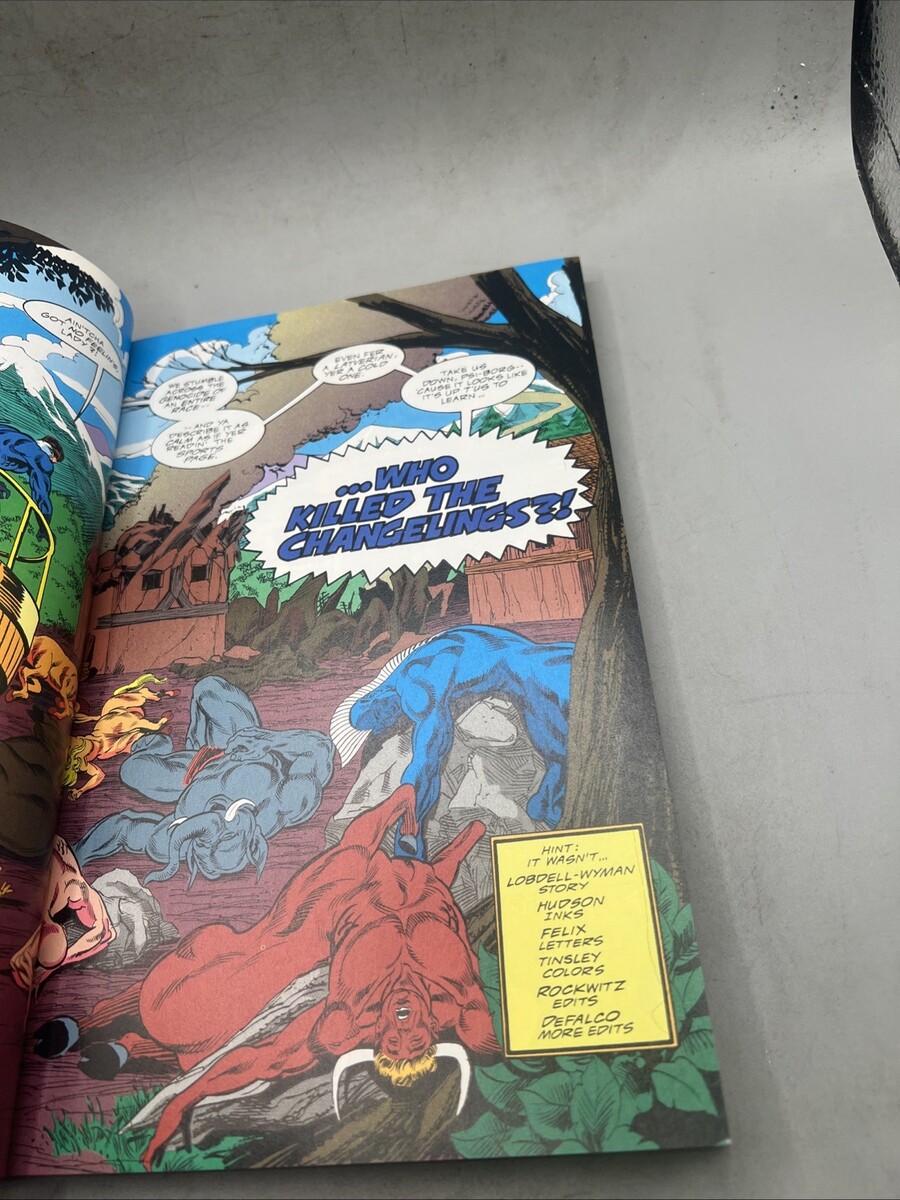 AIN'TCHA
GOT NO FEELIN'S
LADY?!
WE STUMBLE
ACROSS THE
GENOCIDE OF
AN ENTIRE
RACE--
--AND YA
DESCRIBE IT AS
CALM AS IF YER
READIN' THE
SPORTS
PAGE.
EVEN FER
A LATVERIAN,
YER A COLD
ONE.
TAKE US
DOWN, PSI-BORG--
'CAUSE IT LOOKS LIKE
IT'S UP T'US TO
LEARN...
...WHO
KILLED THE
CHANGELINGS?!
HINT:
IT WASN'T...
LOBDELL-WYMAN
STORY
HUDSON
INKS
FELIX
LETTERS
TINSLEY
COLORS
ROCKWITZ
EDITS
DEFALCO
MORE EDITS